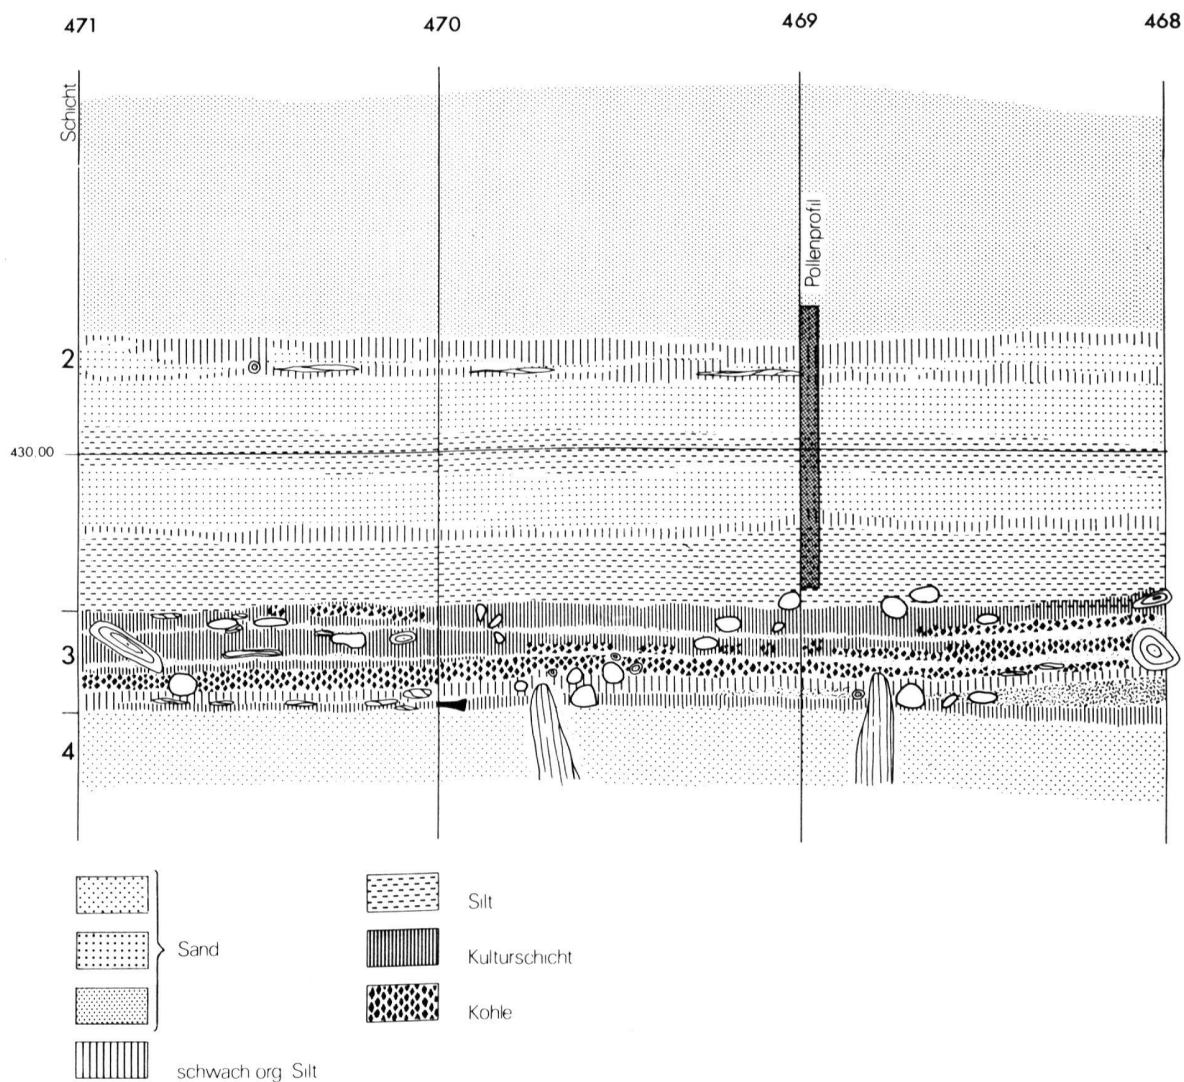 471 470 469 468
Schicht
Pollenprofil
2
430.00
3
4
Silt
Sand
Kulturschicht
Kohle
schwach org. Silt